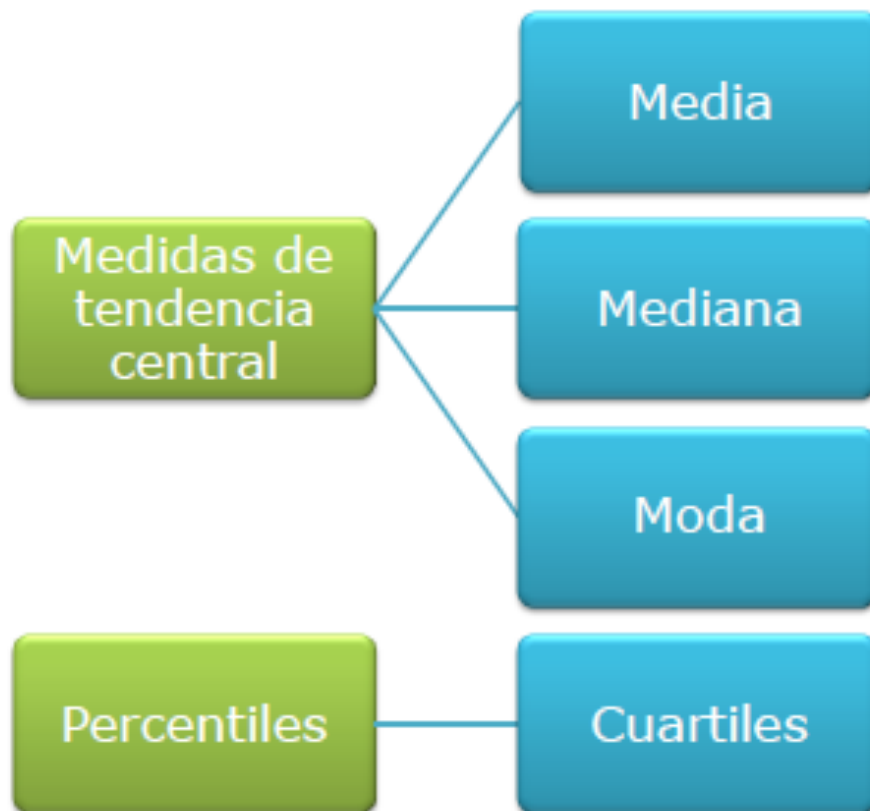 Media
Medidas de
tendencia
central
Mediana
Moda
Percentiles
Cuartiles